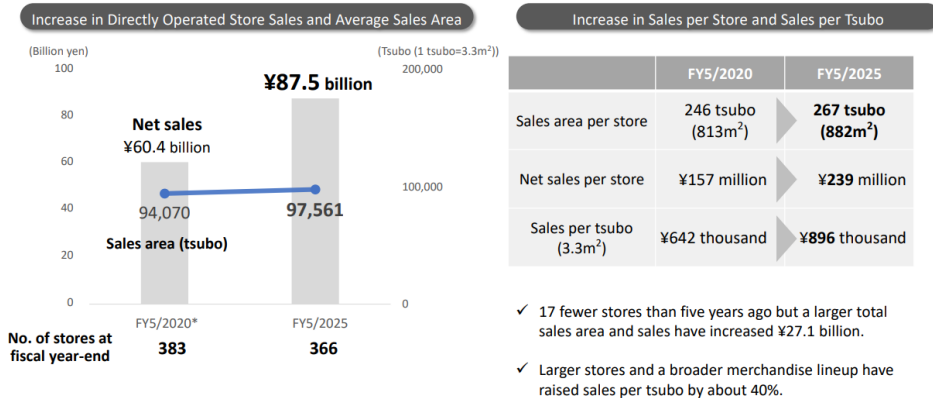 Increase in Directly Operated Store Sales and Average Sales Area
(Billion yen)
(Tsubo (1 tsubo=3.3m²))
100
80
60
40
20
0
200,000
100,000
0
¥87.5 billion
Net sales
¥60.4 billion
94,070
97,561
Sales area (tsubo)
FY5/2020*
FY5/2025
No. of stores at
fiscal year-end
383
366
Increase in Sales per Store and Sales per Tsubo
FY5/2020
FY5/2025
Sales area per store
246 tsubo
(813m²)
267 tsubo
(882m²)
Net sales per store
¥157 million
¥239 million
Sales per tsubo
(3.3m²)
¥642 thousand
¥896 thousand
✓ 17 fewer stores than five years ago but a larger total
sales area and sales have increased ¥27.1 billion.
✓ Larger stores and a broader merchandise lineup have
raised sales per tsubo by about 40%.